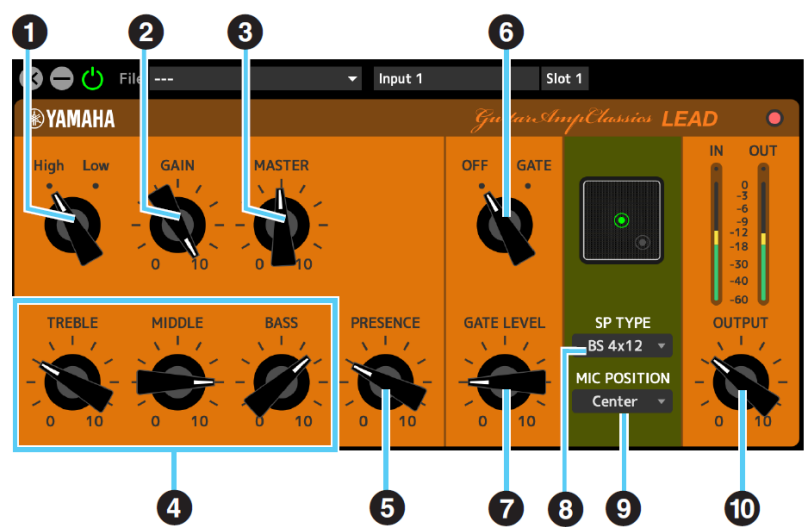 1 2 3 6
File --- Input 1 Slot 1
YAMAHA GuitarAmpClassics LEAD
High Low GAIN MASTER OFF GATE IN OUT
0
-3
-6
-9
-12
-18
-30
-40
-60
0 10 0 10
TREBLE MIDDLE BASS PRESENCE GATE LEVEL SP TYPE OUTPUT
BS 4x12
MIC POSITION
Center
0 10 0 10 0 10 0 10 0 10 0 10
4 5 7 8 9 10